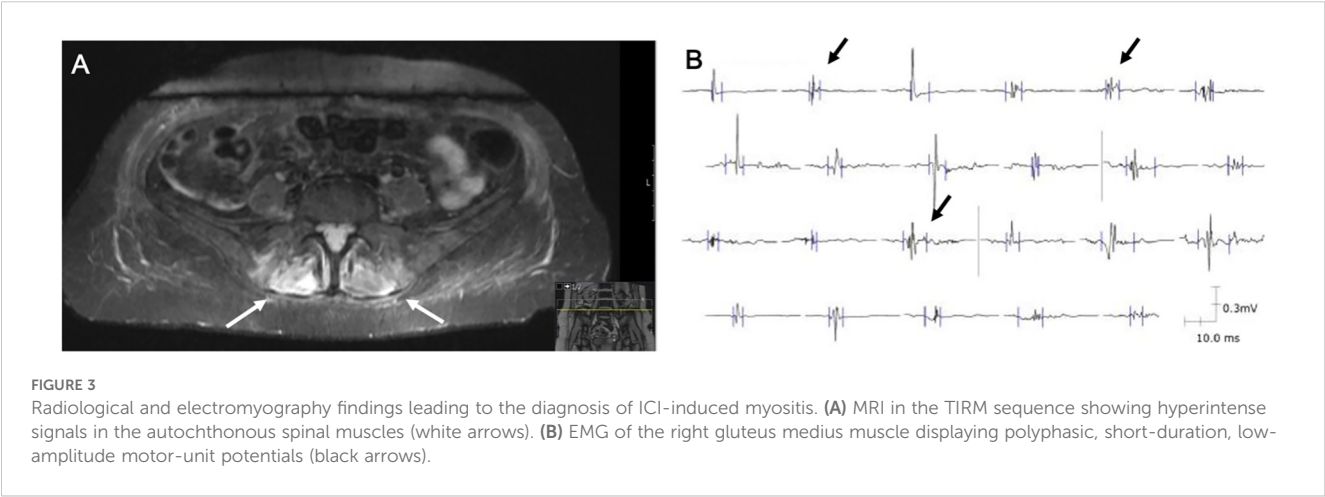 A
B
L
0.3mV
10.0 ms
FIGURE 3
Radiological and electromyography findings leading to the diagnosis of ICI-induced myositis. (A) MRI in the TIRM sequence showing hyperintense
signals in the autochthonous spinal muscles (white arrows). (B) EMG of the right gluteus medius muscle displaying polyphasic, short-duration, low-
amplitude motor-unit potentials (black arrows).